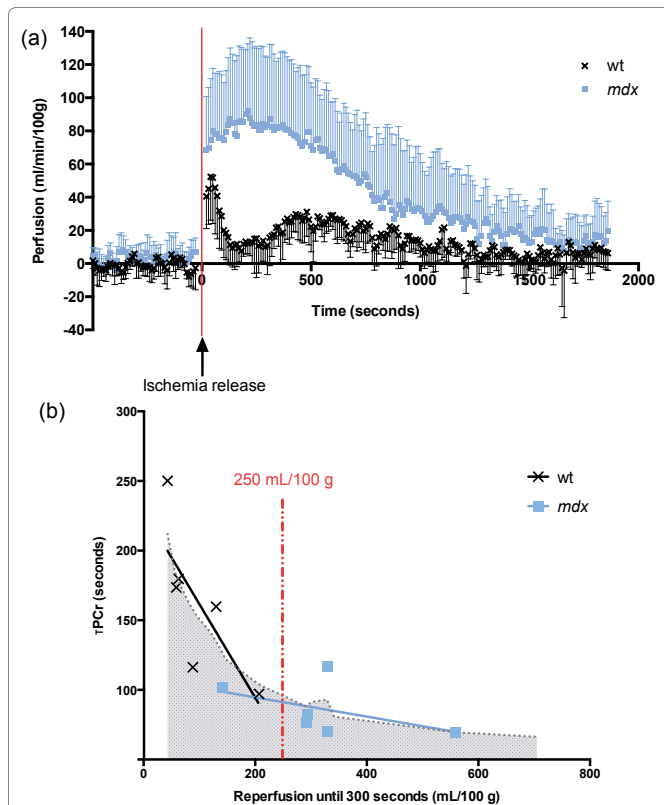 (a)
140
120
100
80
60
40
20
0
-20
-40
Perfusion (ml/min/100g)
wt
mdx
0
500
1000
1500
2000
Time (seconds)
Ischemia release
(b)
300
250
200
150
100
50
τPCr (seconds)
250 mL/100 g
wt
mdx
0
200
400
600
800
Reperfusion until 300 seconds (mL/100 g)